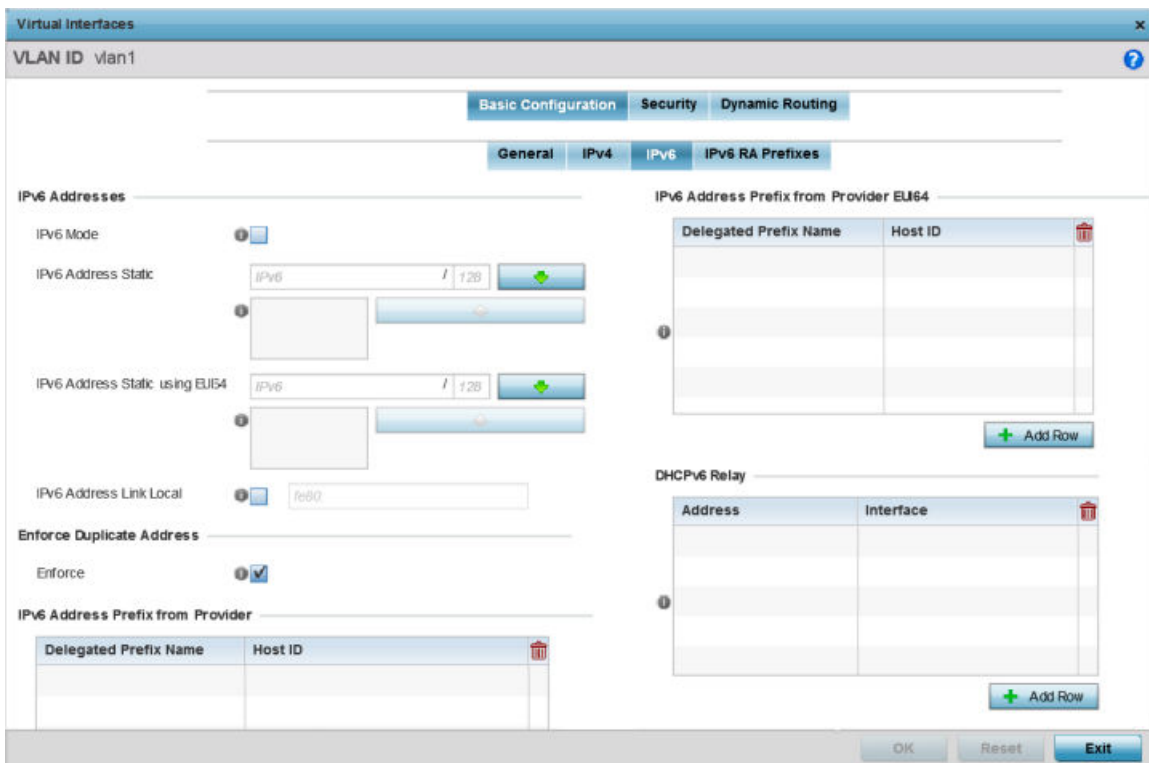 Virtual Interfaces
VLAN ID vlan1
Basic Configuration Security Dynamic Routing
General IPv4 IPv6 IPv6 RA Prefixes
IPv6 Addresses
IPv6 Mode
IPv6 Address Static
IPv6 / 128
IPv6 Address Static using EUI64
IPv6 / 128
IPv6 Address Link Local
fe80:
Enforce Duplicate Address
Enforce
IPv6 Address Prefix from Provider
Delegated Prefix Name Host ID
IPv6 Address Prefix from Provider EUI64
Delegated Prefix Name Host ID
Add Row
DHCPv6 Relay
Address Interface
Add Row
OK Reset Exit